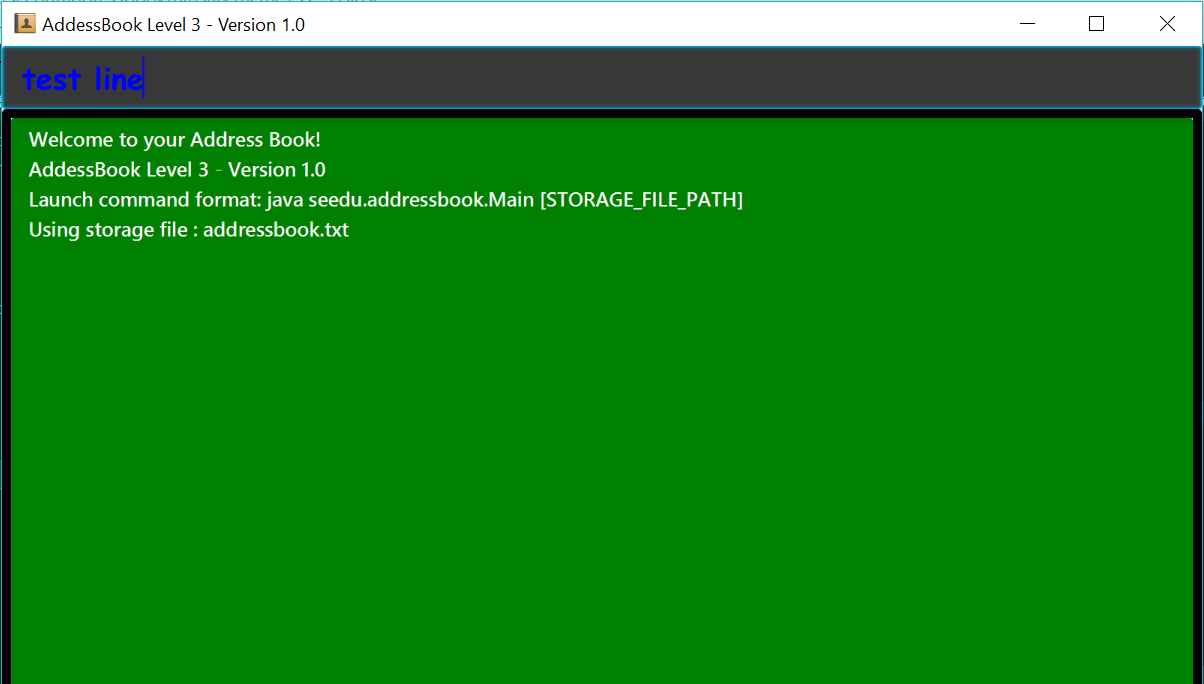 AddessBook Level 3 - Version 1.0
test line
Welcome to your Address Book!
AddessBook Level 3 - Version 1.0
Launch command format: java seedu.addressbook.Main [STORAGE_FILE_PATH]
Using storage file : addressbook.txt